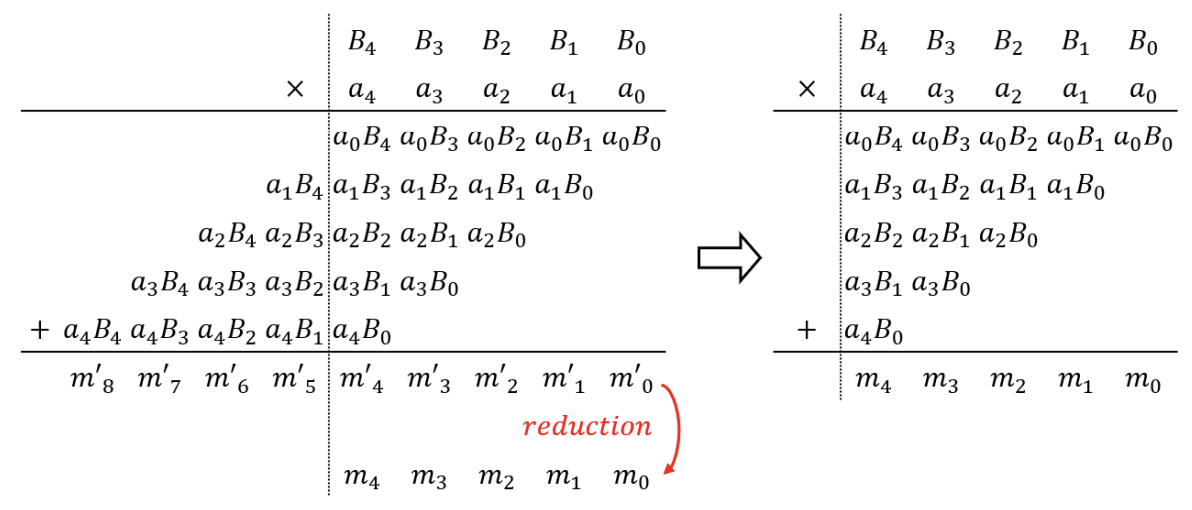 B₄ B₃ B₂ B₁ B₀ B₄ B₃ B₂ B₁ B₀
× a₄ a₃ a₂ a₁ a₀ × a₄ a₃ a₂ a₁ a₀
a₀B₄ a₀B₃ a₀B₂ a₀B₁ a₀B₀ a₀B₄ a₀B₃ a₀B₂ a₀B₁ a₀B₀
a₁B₄ a₁B₃ a₁B₂ a₁B₁ a₁B₀ a₁B₃ a₁B₂ a₁B₁ a₁B₀
a₂B₄ a₂B₃ a₂B₂ a₂B₁ a₂B₀ a₂B₂ a₂B₁ a₂B₀
a₃B₄ a₃B₃ a₃B₂ a₃B₁ a₃B₀ a₃B₁ a₃B₀
+ a₄B₄ a₄B₃ a₄B₂ a₄B₁ a₄B₀ + a₄B₀
m′₈ m′₇ m′₆ m′₅ m′₄ m′₃ m′₂ m′₁ m′₀ m₄ m₃ m₂ m₁ m₀
reduction
m₄ m₃ m₂ m₁ m₀